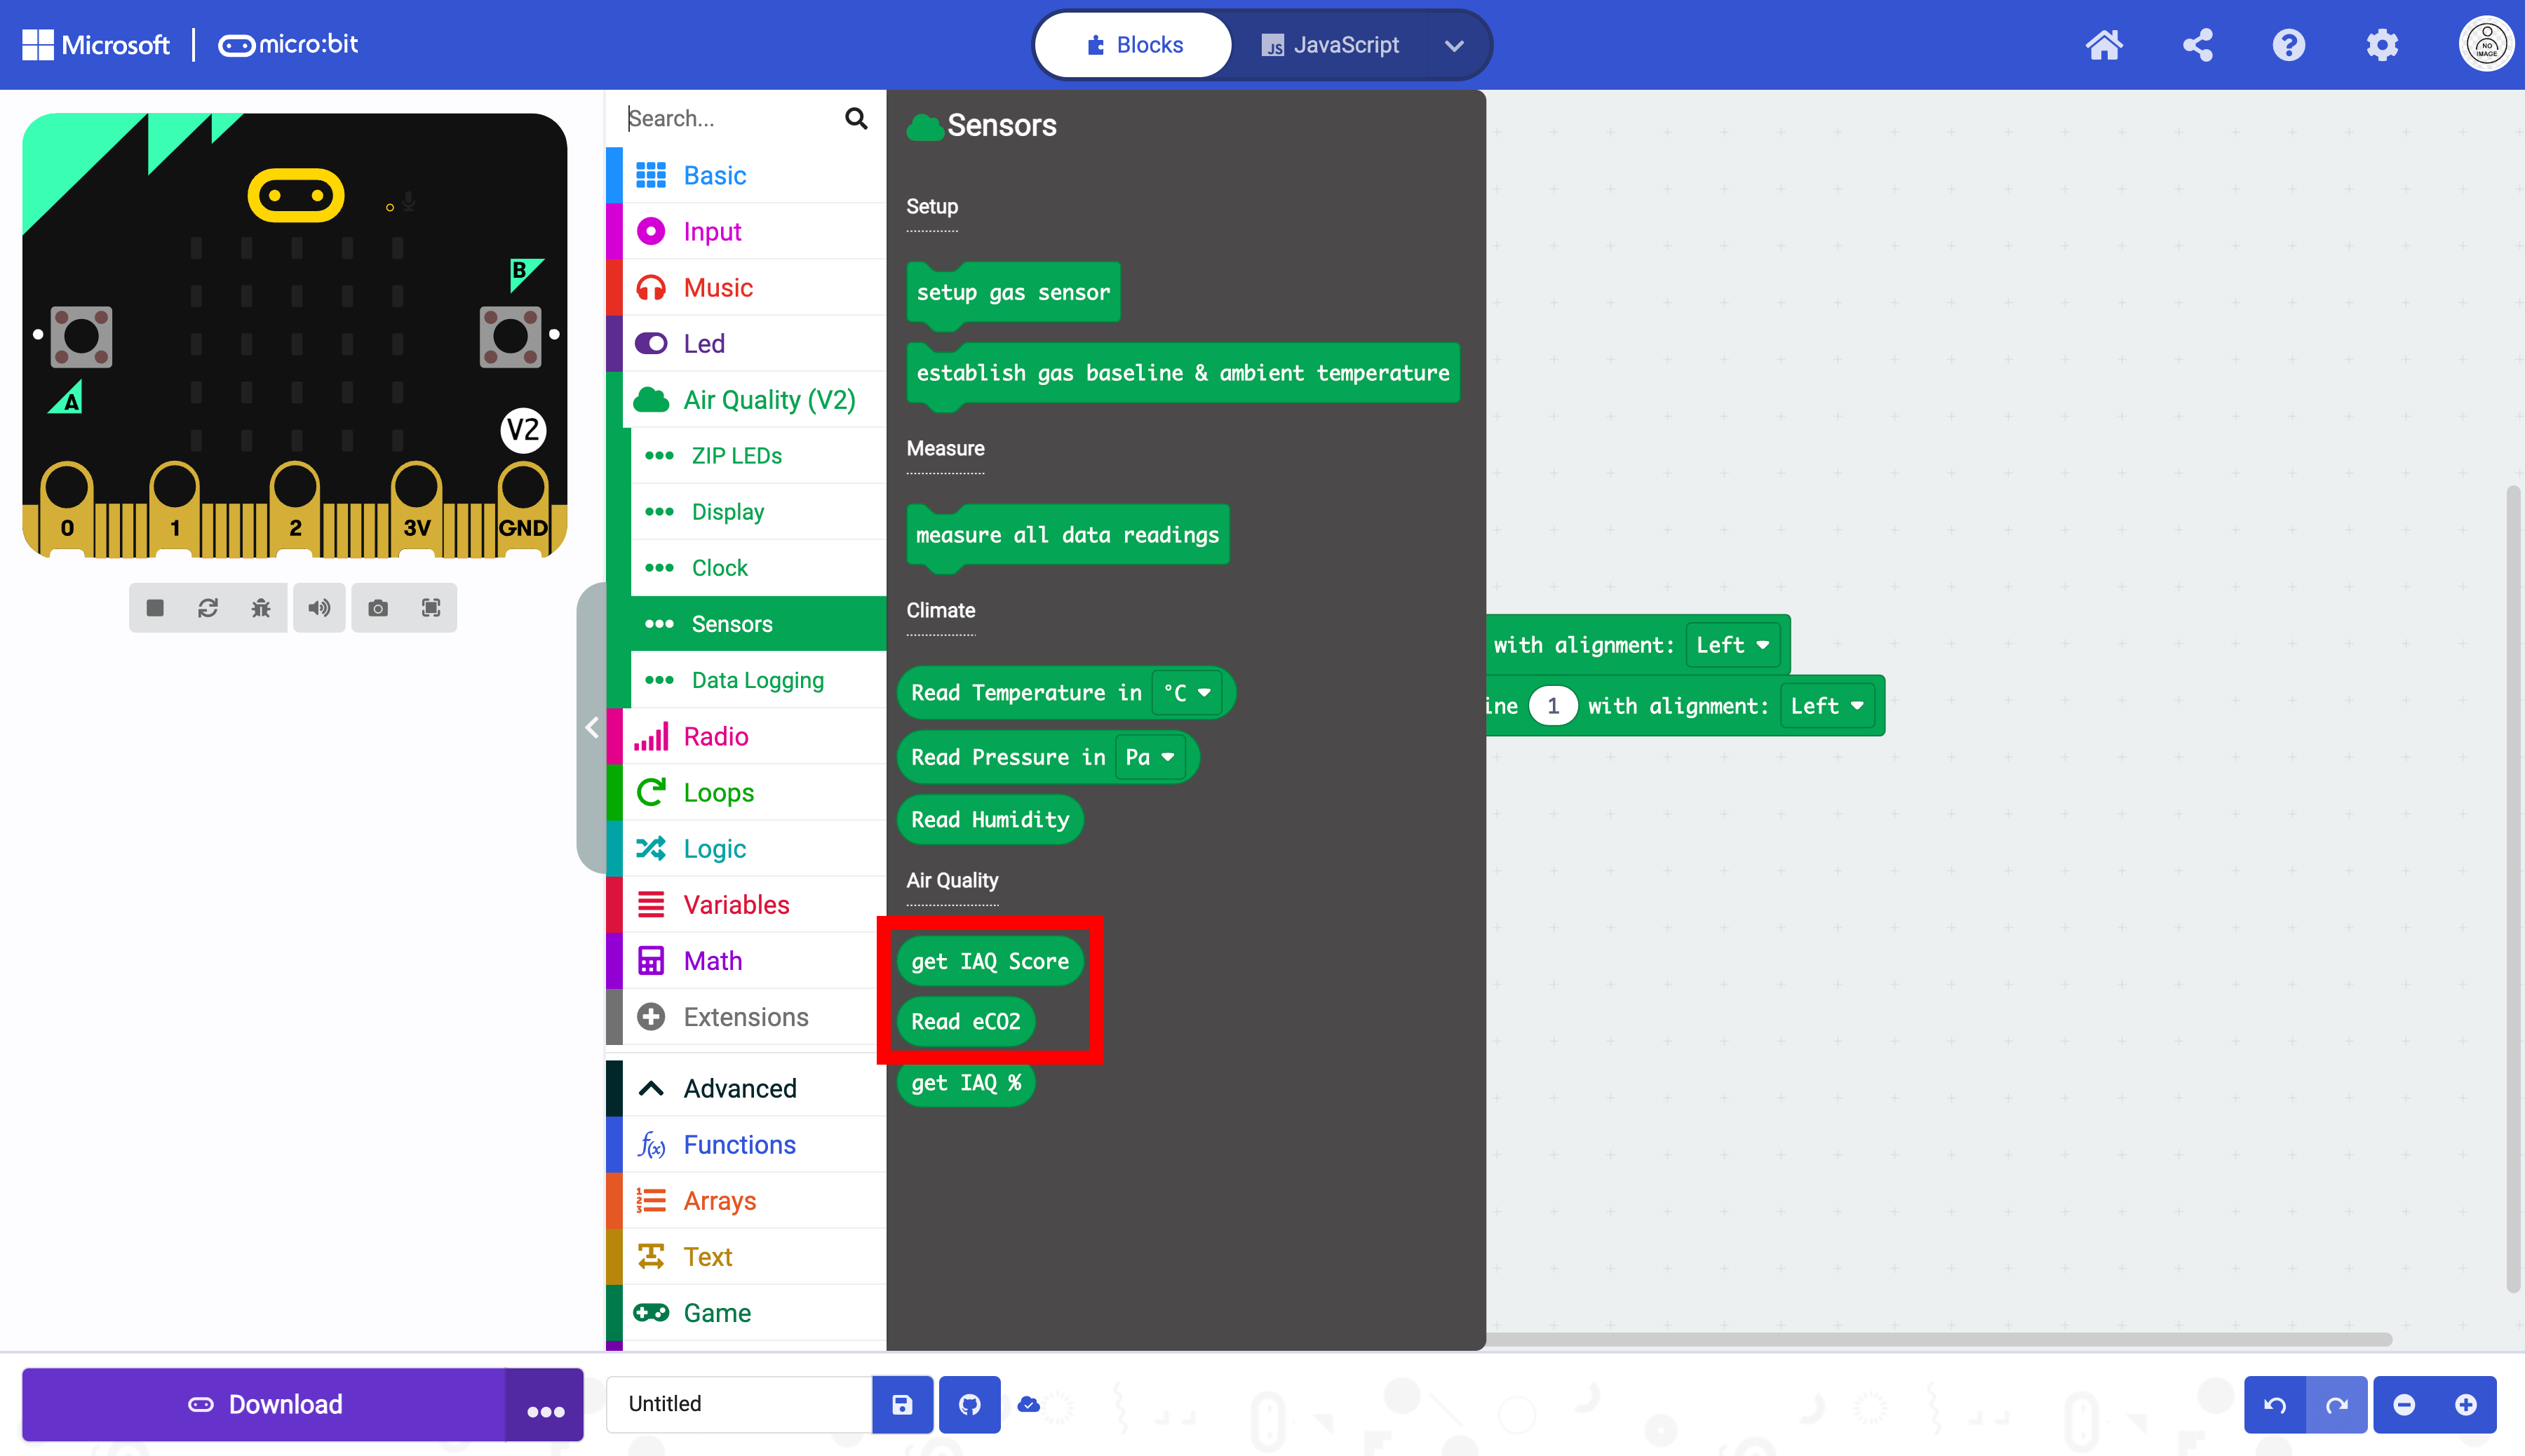 Microsoft | micro:bit
Blocks
JavaScript
NO IMAGE
Search...
Basic
Input
Music
Led
Air Quality (V2)
ZIP LEDs
Display
Clock
Sensors
Data Logging
Radio
Loops
Logic
Variables
Math
Extensions
Advanced
f(x) Functions
Arrays
Text
Game
B
A
V2
0 1 2 3V GND
Sensors
Setup
setup gas sensor
establish gas baseline & ambient temperature
Measure
measure all data readings
Climate
Read Temperature in °C
Read Pressure in Pa
Read Humidity
Air Quality
get IAQ Score
Read eCO2
get IAQ %
with alignment: Left
ine 1 with alignment: Left
Download
Untitled